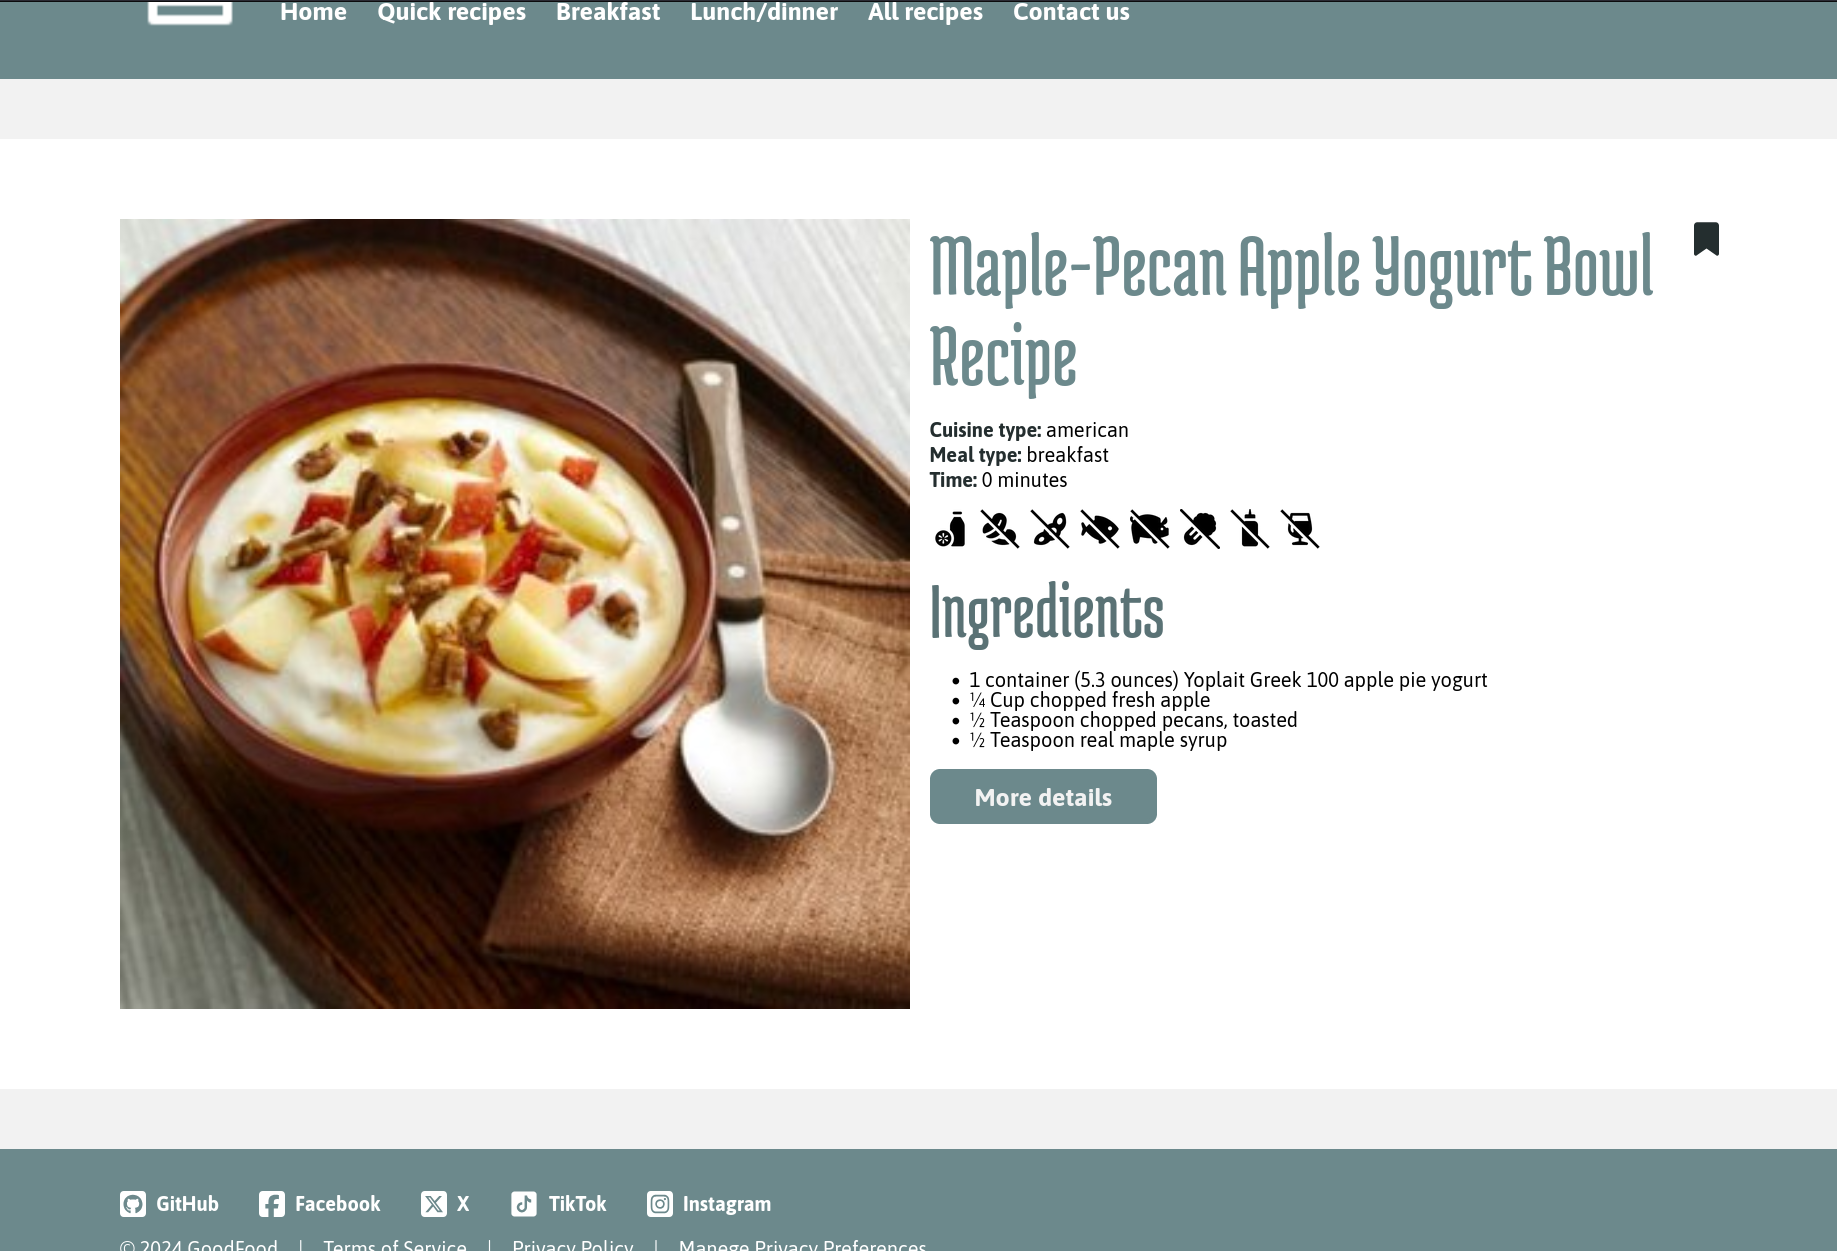 Home Quick recipes Breakfast Lunch/dinner All recipes Contact us
Maple-Pecan Apple Yogurt Bowl
Recipe
Cuisine type: american
Meal type: breakfast
Time: 0 minutes
Ingredients
• 1 container (5.3 ounces) Yoplait Greek 100 apple pie yogurt
• ¼ Cup chopped fresh apple
• ½ Teaspoon chopped pecans, toasted
• ½ Teaspoon real maple syrup
More details
GitHub Facebook X TikTok Instagram
© 2024 GoodFood | Terms of Service | Privacy Policy | Manege Privacy Preferences